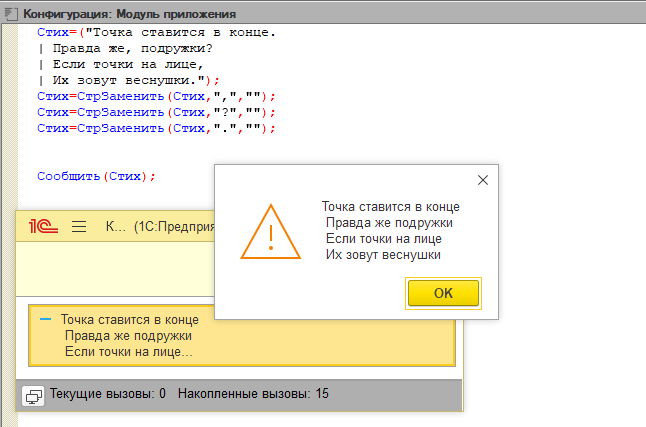 Конфигурация: Модуль приложения
Стих=("Точка ставится в конце.
| Правда же, подружки?
| Если точки на лице,
| Их зовут веснушки.");
Стих=СтрЗаменить(Стих,",","");
Стих=СтрЗаменить(Стих,"?","");
Стих=СтрЗаменить(Стих,".","");
Сообщить(Стих);
1С К... (1С:Предприя
Точка ставится в конце
Правда же подружки
Если точки на лице
Их зовут веснушки
OK
Точка ставится в конце
Правда же подружки
Если точки на лице...
Текущие вызовы: 0 Накопленные вызовы: 15